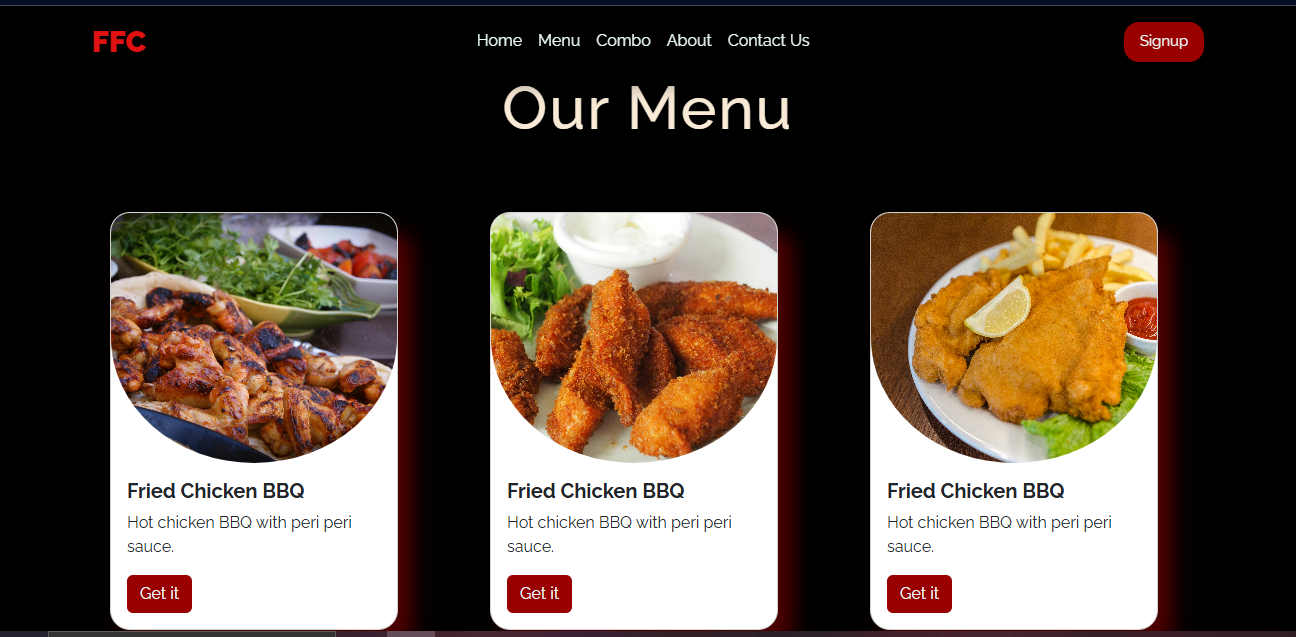 FFC
Home Menu Combo About Contact Us
Signup
Our Menu
Fried Chicken BBQ
Hot chicken BBQ with peri peri
sauce.
Get it
Fried Chicken BBQ
Hot chicken BBQ with peri peri
sauce.
Get it
Fried Chicken BBQ
Hot chicken BBQ with peri peri
sauce.
Get it